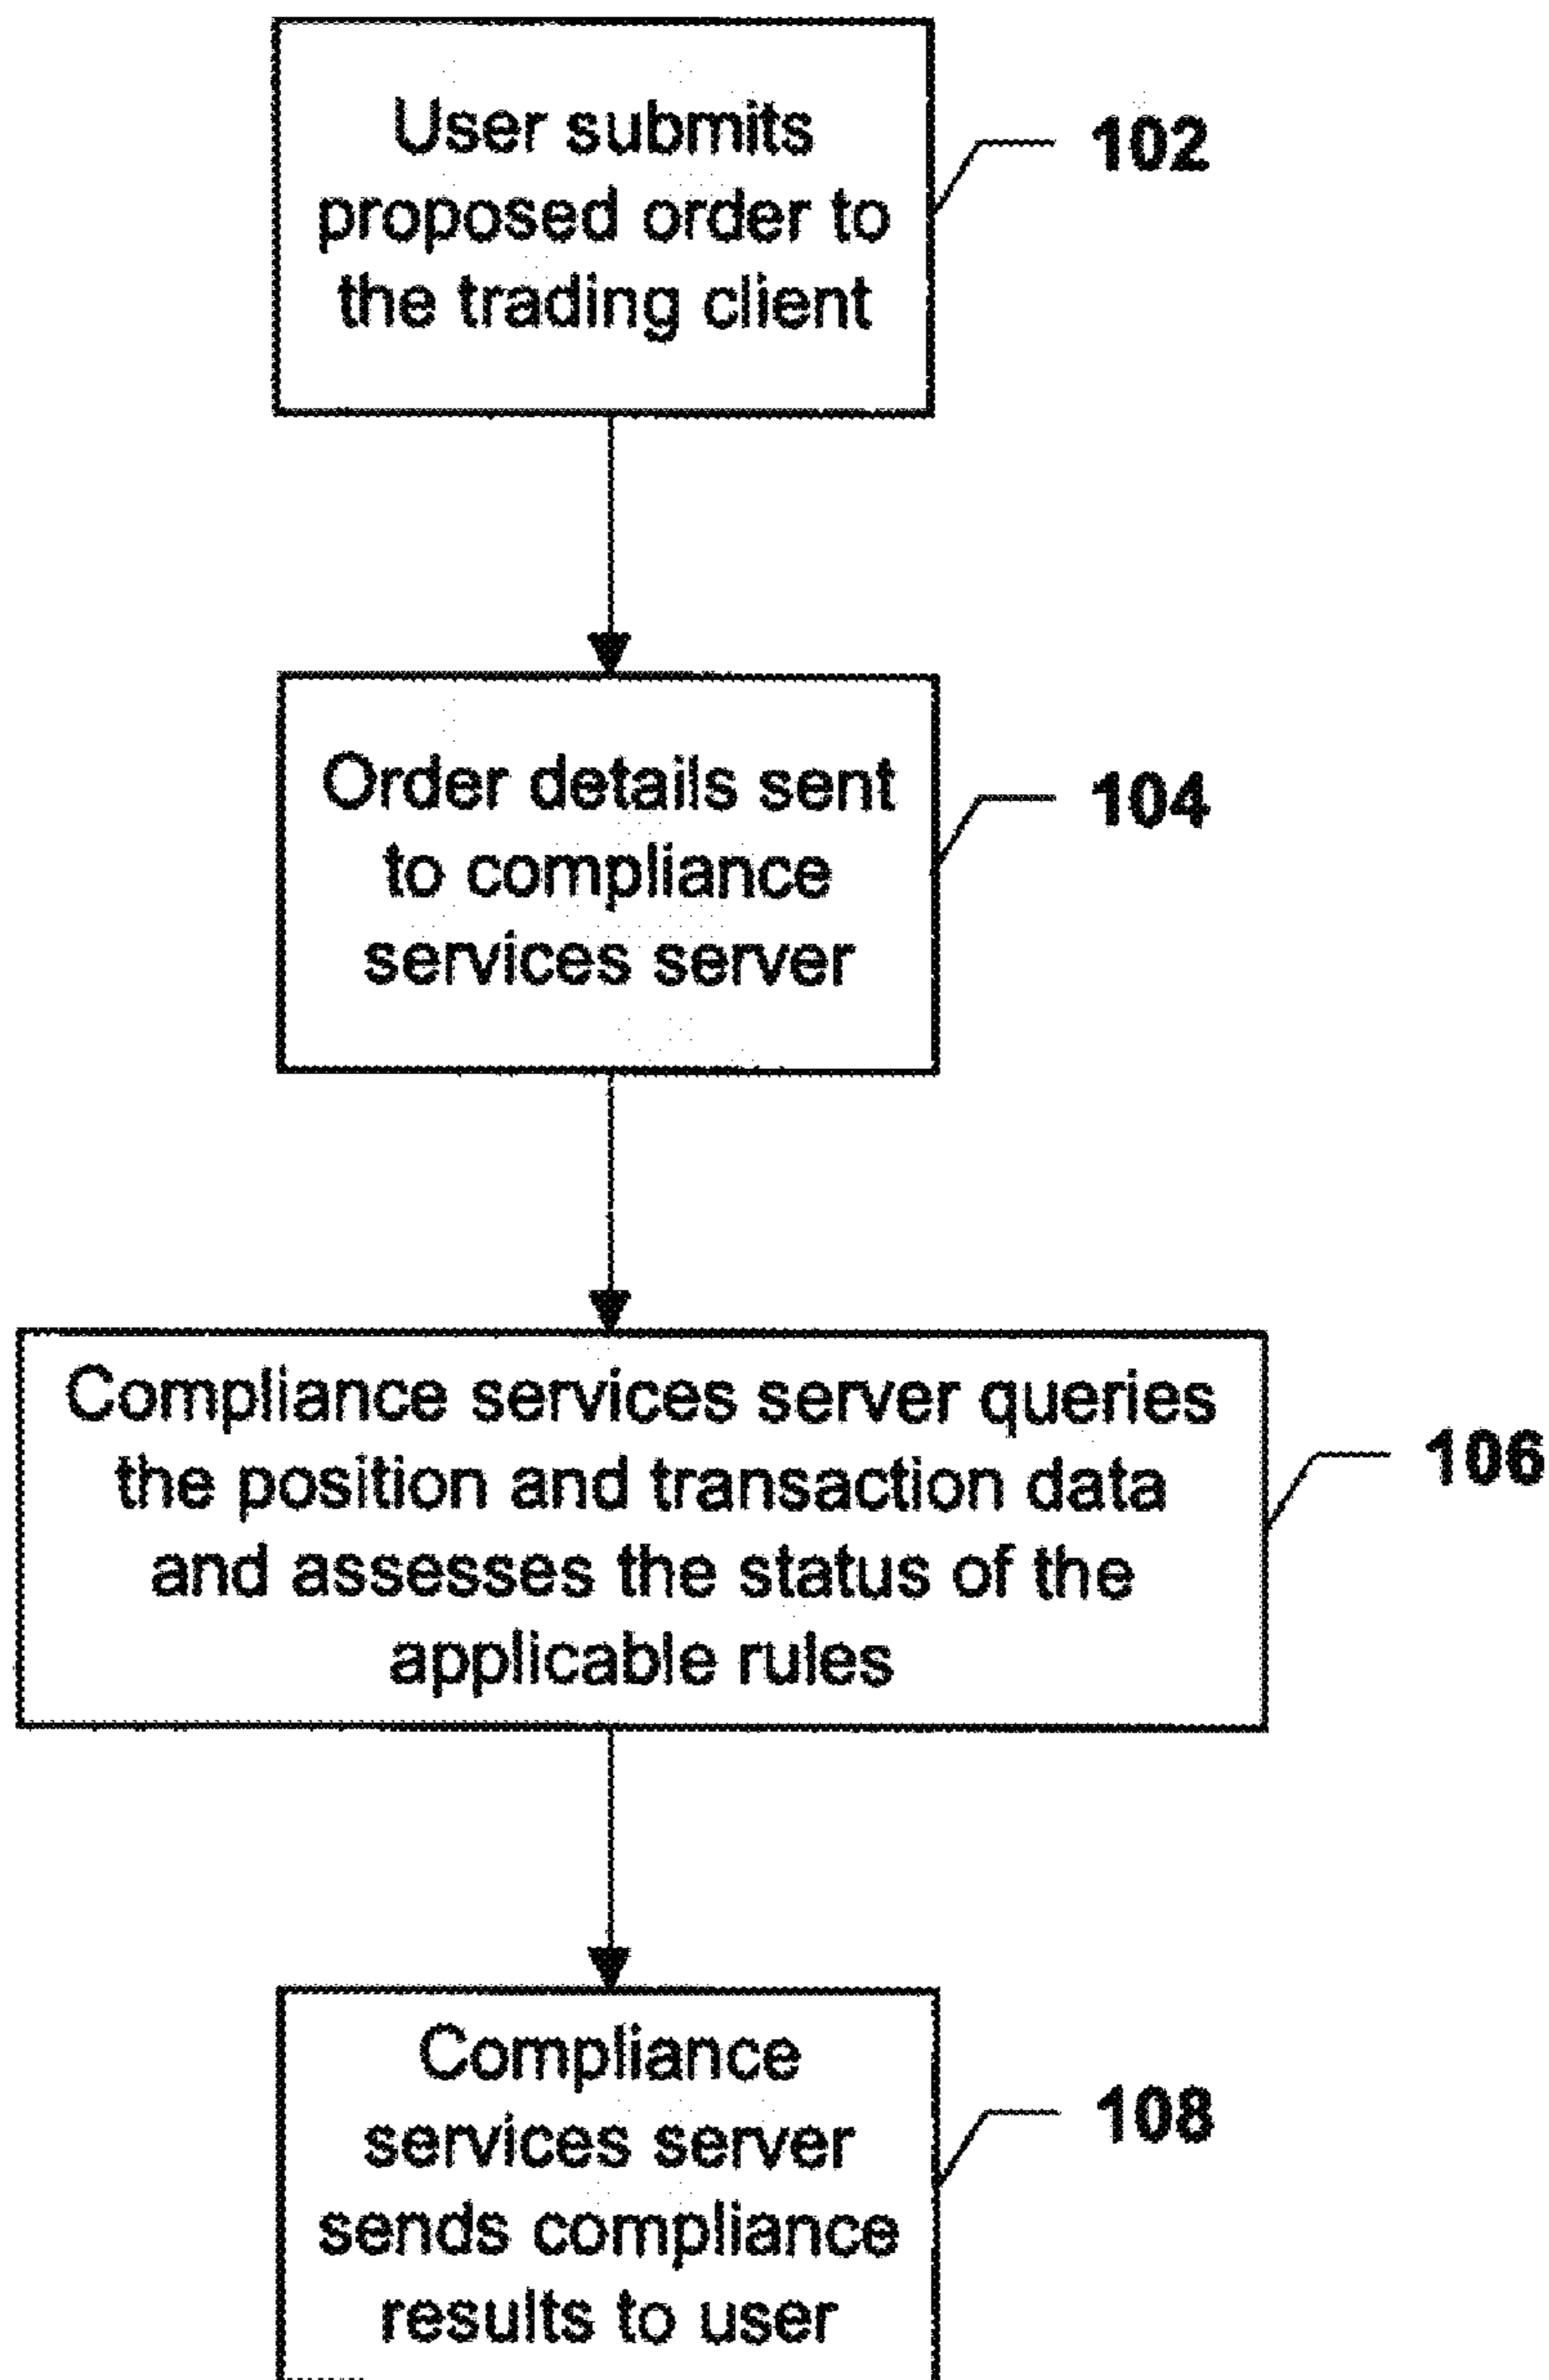 User submits
proposed order to
the trading client
102
Order details sent
to compliance
services server
104
Compliance services server queries
the position and transaction data
and assesses the status of the
applicable rules
106
Compliance
services server
sends compliance
results to user
108